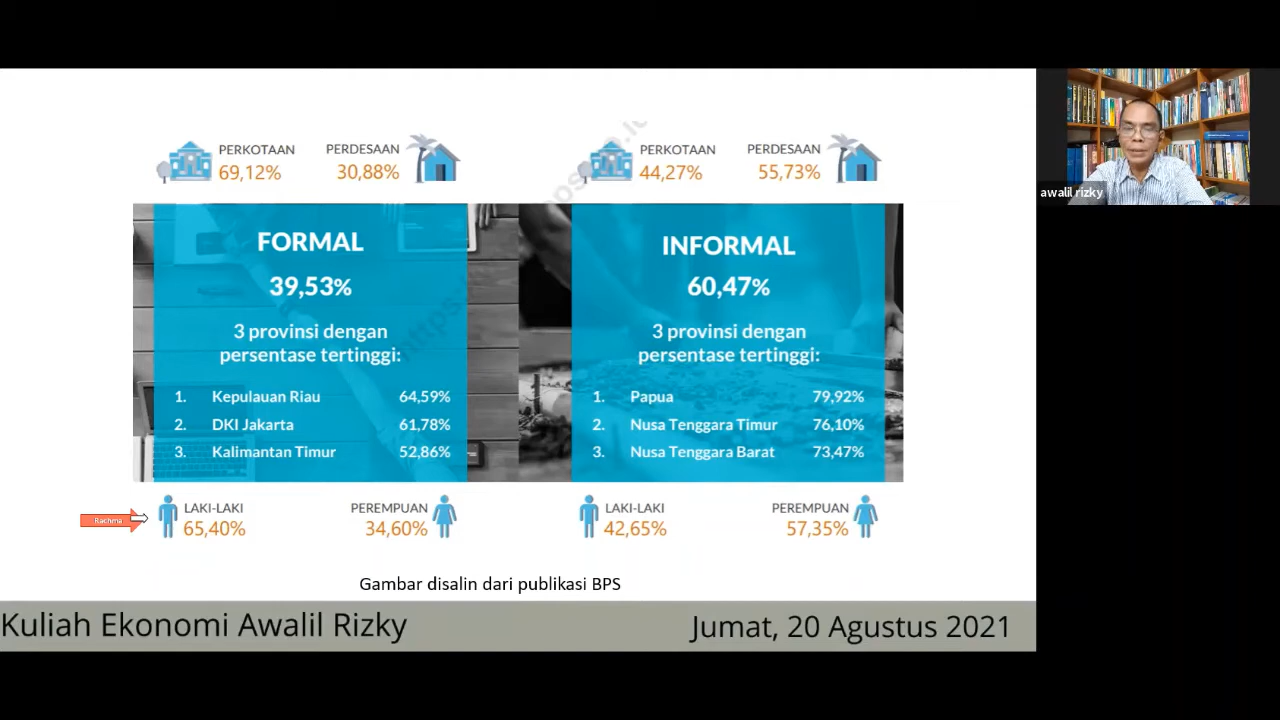 PERKOTAAN
69,12%
PERDESAAN
30,88%
PERKOTAAN
44,27%
PERDESAAN
55,73%
FORMAL
39,53%
3 provinsi dengan
persentase tertinggi:
1. Kepulauan Riau 64,59%
2. DKI Jakarta 61,78%
3. Kalimantan Timur 52,86%
INFORMAL
60,47%
3 provinsi dengan
persentase tertinggi:
1. Papua 79,92%
2. Nusa Tenggara Timur 76,10%
3. Nusa Tenggara Barat 73,47%
Rachma
LAKI-LAKI
65,40%
PEREMPUAN
34,60%
LAKI-LAKI
42,65%
PEREMPUAN
57,35%
Gambar disalin dari publikasi BPS
Kuliah Ekonomi Awalil Rizky
Jumat, 20 Agustus 2021
awalil rizky